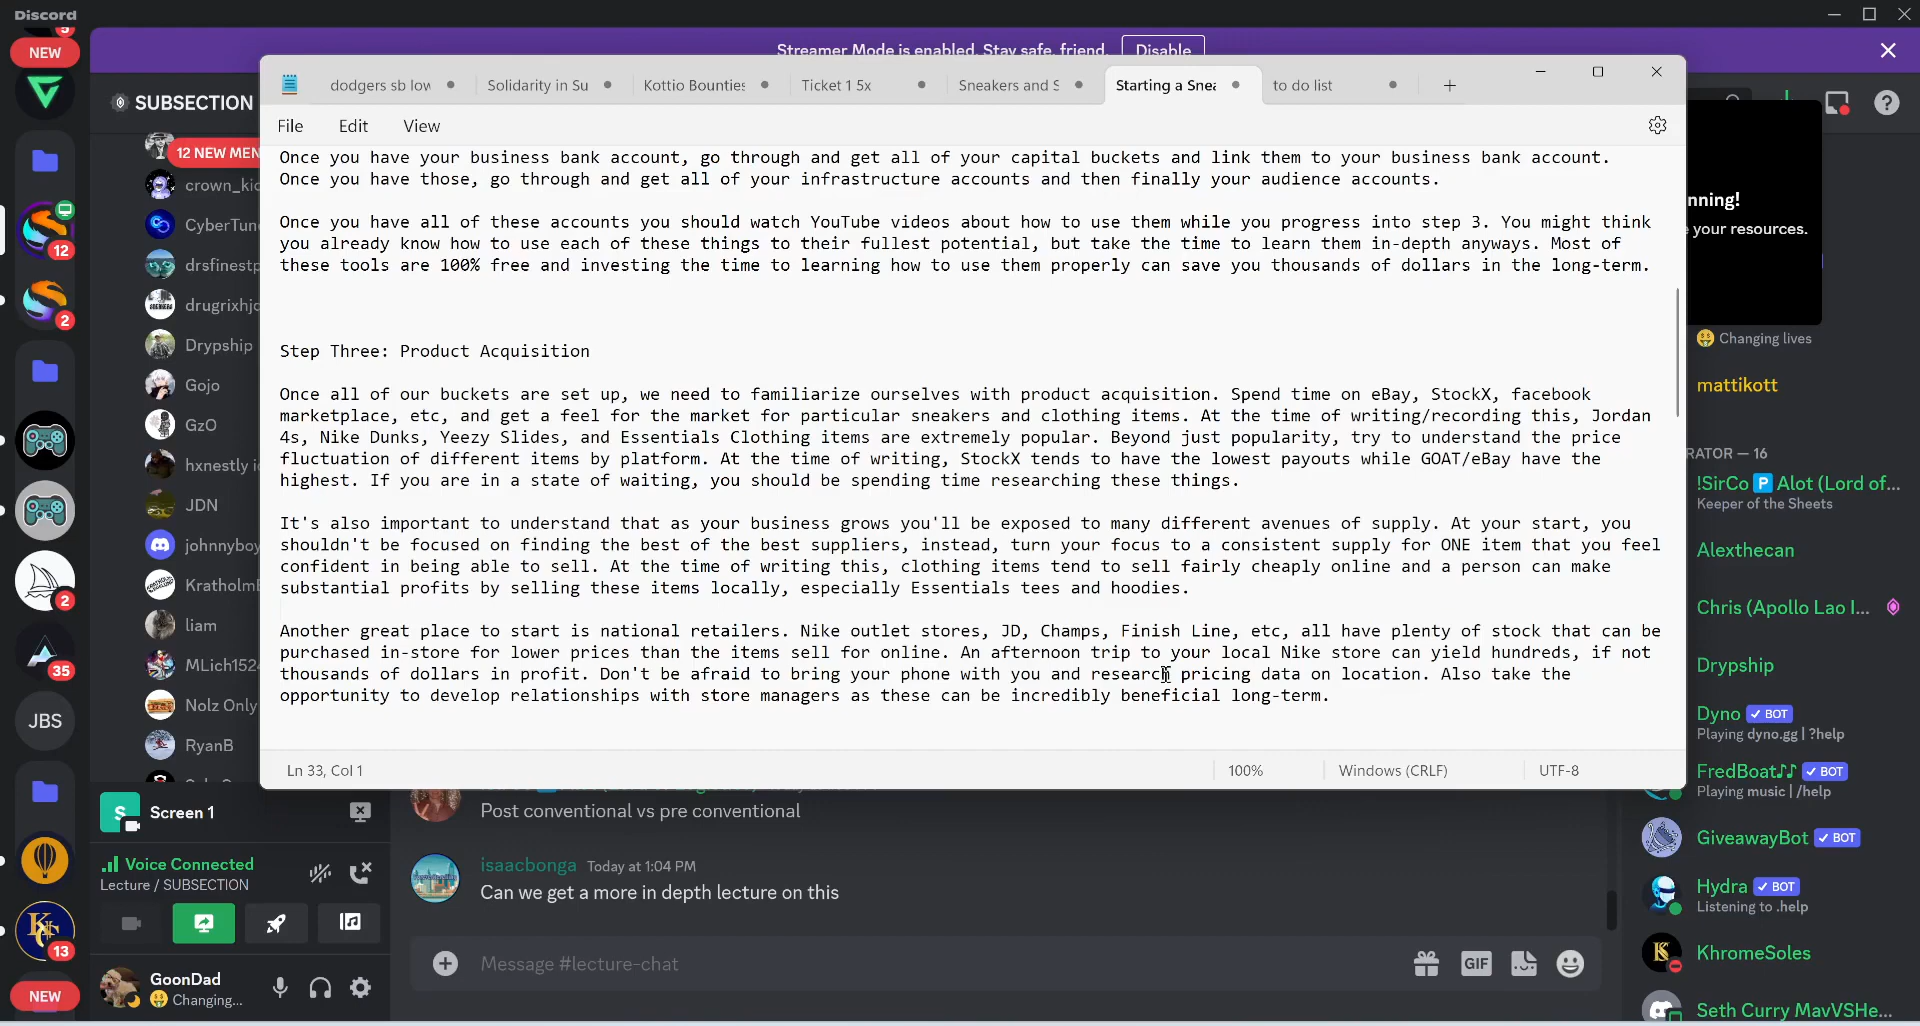 Discord
5
NEW
Streamer Mode is enabled. Stay safe, friend.
Disable
SUBSECTION
12 NEW MEN
crown_kic
CyberTun
drsfinestp
drugrixhjd
Drypship
Gojo
GzO
hxnestly i
JDN
johnnyboy
Kratholm
liam
MLich152
Nolz Only
RyanB
12
2
2
35
JBS
13
NEW
dodgers sb low
Solidarity in Su
Kottio Bounties
Ticket 1 5x
Sneakers and S
Starting a Snea
to do list
File
Edit
View
Once you have your business bank account, go through and get all of your capital buckets and link them to your business bank account.
Once you have those, go through and get all of your infrastructure accounts and then finally your audience accounts.
Once you have all of these accounts you should watch YouTube videos about how to use them while you progress into step 3. You might think
you already know how to use each of these things to their fullest potential, but take the time to learn them in-depth anyways. Most of
these tools are 100% free and investing the time to learning how to use them properly can save you thousands of dollars in the long-term.
Step Three: Product Acquisition
Once all of our buckets are set up, we need to familiarize ourselves with product acquisition. Spend time on eBay, StockX, facebook
marketplace, etc, and get a feel for the market for particular sneakers and clothing items. At the time of writing/recording this, Jordan
4s, Nike Dunks, Yeezy Slides, and Essentials Clothing items are extremely popular. Beyond just popularity, try to understand the price
fluctuation of different items by platform. At the time of writing, StockX tends to have the lowest payouts while GOAT/eBay have the
highest. If you are in a state of waiting, you should be spending time researching these things.
It's also important to understand that as your business grows you'll be exposed to many different avenues of supply. At your start, you
shouldn't be focused on finding the best of the best suppliers, instead, turn your focus to a consistent supply for ONE item that you feel
confident in being able to sell. At the time of writing this, clothing items tend to sell fairly cheaply online and a person can make
substantial profits by selling these items locally, especially Essentials tees and hoodies.
Another great place to start is national retailers. Nike outlet stores, JD, Champs, Finish Line, etc, all have plenty of stock that can be
purchased in-store for lower prices than the items sell for online. An afternoon trip to your local Nike store can yield hundreds, if not
thousands of dollars in profit. Don't be afraid to bring your phone with you and research pricing data on location. Also take the
opportunity to develop relationships with store managers as these can be incredibly beneficial long-term.
Ln 33, Col 1
100%
Windows (CRLF)
UTF-8
nning!
your resources.
Changing lives
mattikott
RATOR — 16
!SirCo P Alot (Lord of...
Keeper of the Sheets
Alexthecan
Chris (Apollo Lao I...
Drypship
Dyno ✓ BOT
Playing dyno.gg | ?help
FredBoat♪♪ ✓ BOT
Playing music | /help
GiveawayBot ✓ BOT
Hydra ✓ BOT
Listening to .help
KhromeSoles
Seth Curry MavVSHe...
S
Screen 1
Voice Connected
Lecture / SUBSECTION
GoonDad
Changing...
Post conventional vs pre conventional
isaacbonga Today at 1:04 PM
Can we get a more in depth lecture on this
Message #lecture-chat
GIF